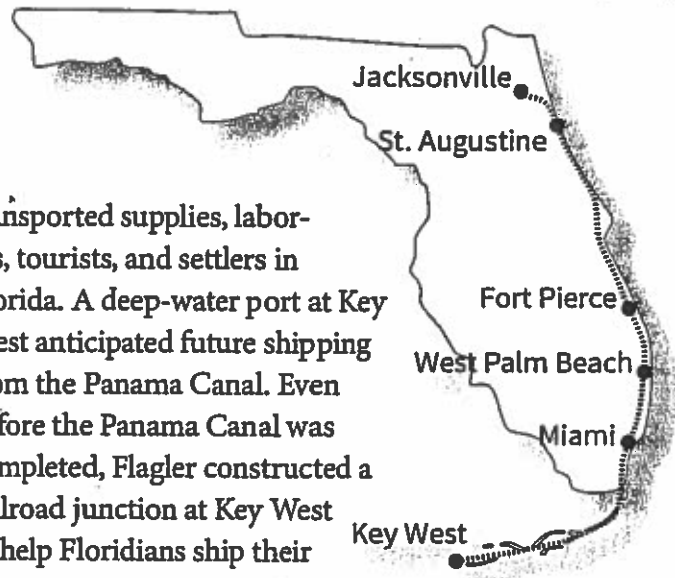 Jacksonville
St. Augustine
nsported supplies, labor-
s, tourists, and settlers in
orida. A deep-water port at Key
est anticipated future shipping
om the Panama Canal. Even
fore the Panama Canal was
mpleted, Flagler constructed a
lroad junction at Key West
help Floridians ship their
Fort Pierce
West Palm Beach
Miami
Key West